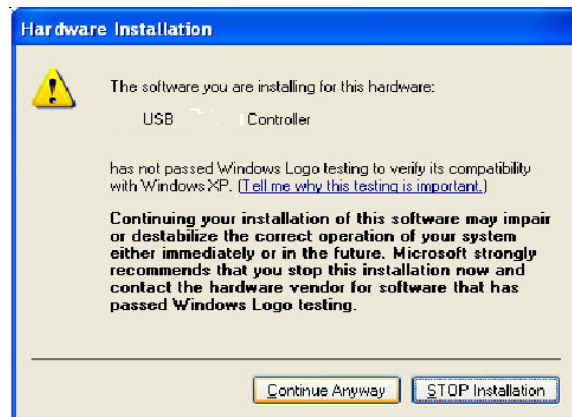 Hardware Installation
The software you are installing for this hardware:
USB Controller
has not passed Windows Logo testing to verify its compatibility
with Windows XP. (Tell me why this testing is important.)
Continuing your installation of this software may impair
or destabilize the correct operation of your system
either immediately or in the future. Microsoft strongly
recommends that you stop this installation now and
contact the hardware vendor for software that has
passed Windows Logo testing.
Continue Anyway STOP Installation